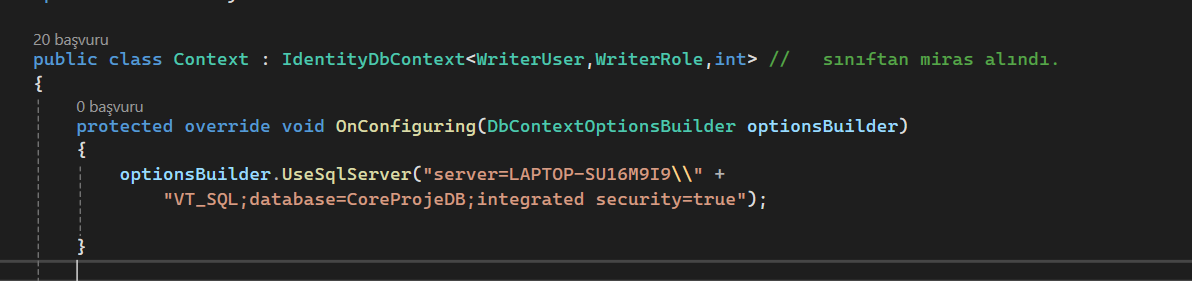 20 başvuru
public class Context : IdentityDbContext<WriterUser,WriterRole,int> //   sınıftan miras alındı.
{
0 başvuru
protected override void OnConfiguring(DbContextOptionsBuilder optionsBuilder)
{
optionsBuilder.UseSqlServer("server=LAPTOP-SU16M9I9\\" +
"VT_SQL;database=CoreProjeDB;integrated security=true");
}